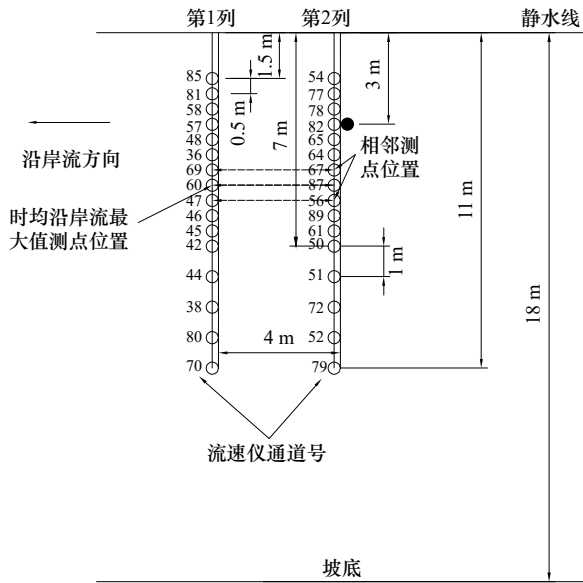 第1列
第2列
静水线
85
81
58
57
48
36
69
60
47
46
45
42
44
38
80
70
54
77
78
82
65
64
67
87
56
89
61
50
51
72
52
79
1.5 m
0.5 m
7 m
3 m
11 m
18 m
1 m
4 m
沿岸流方向
时均沿岸流最
大值测点位置
相邻测
点位置
流速仪通道号
坡底